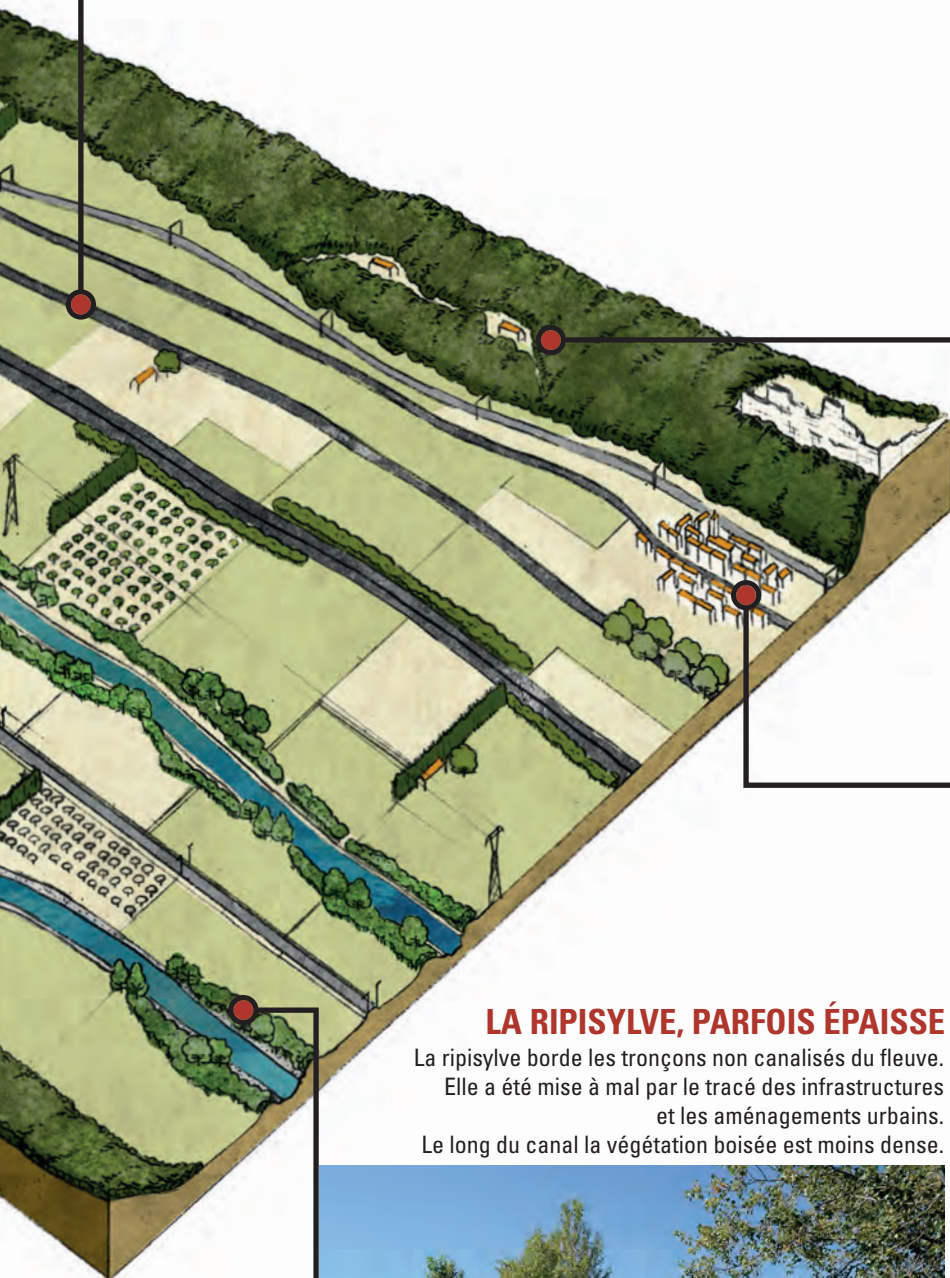 LA RIPISYLVE, PARFOIS ÉPAISSE
La ripisylve borde les tronçons non canalisés du fleuve.
Elle a été mise à mal par le tracé des infrastructures
et les aménagements urbains.
Le long du canal la végétation boisée est moins dense.